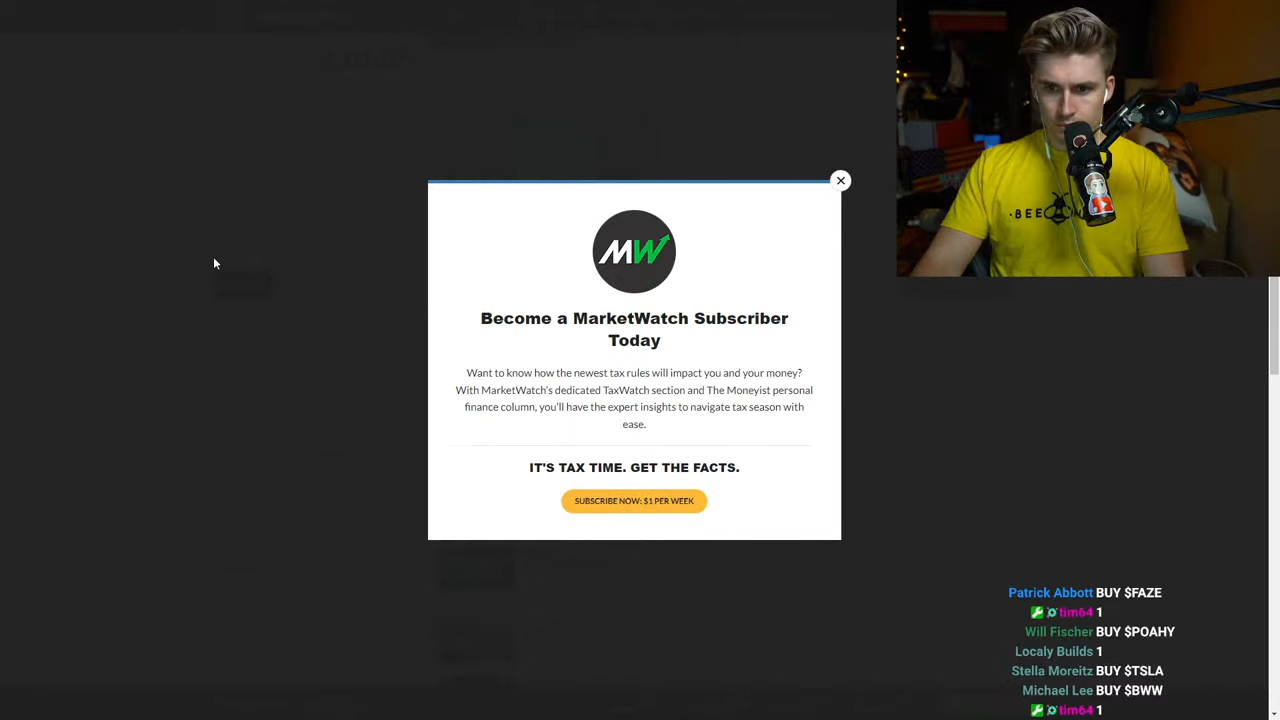 BEE
MW
Become a MarketWatch Subscriber
Today
Want to know how the newest tax rules will impact you and your money?
With MarketWatch's dedicated TaxWatch section and The Moneyist personal
finance column, you'll have the expert insights to navigate tax season with
ease.
IT'S TAX TIME. GET THE FACTS.
SUBSCRIBE NOW: $1 PER WEEK
Patrick Abbott BUY $FAZE
tim64 1
Will Fischer BUY $POAHY
Localy Builds 1
Stella Moreitz BUY $TSLA
Michael Lee BUY $BWW
tim64 1